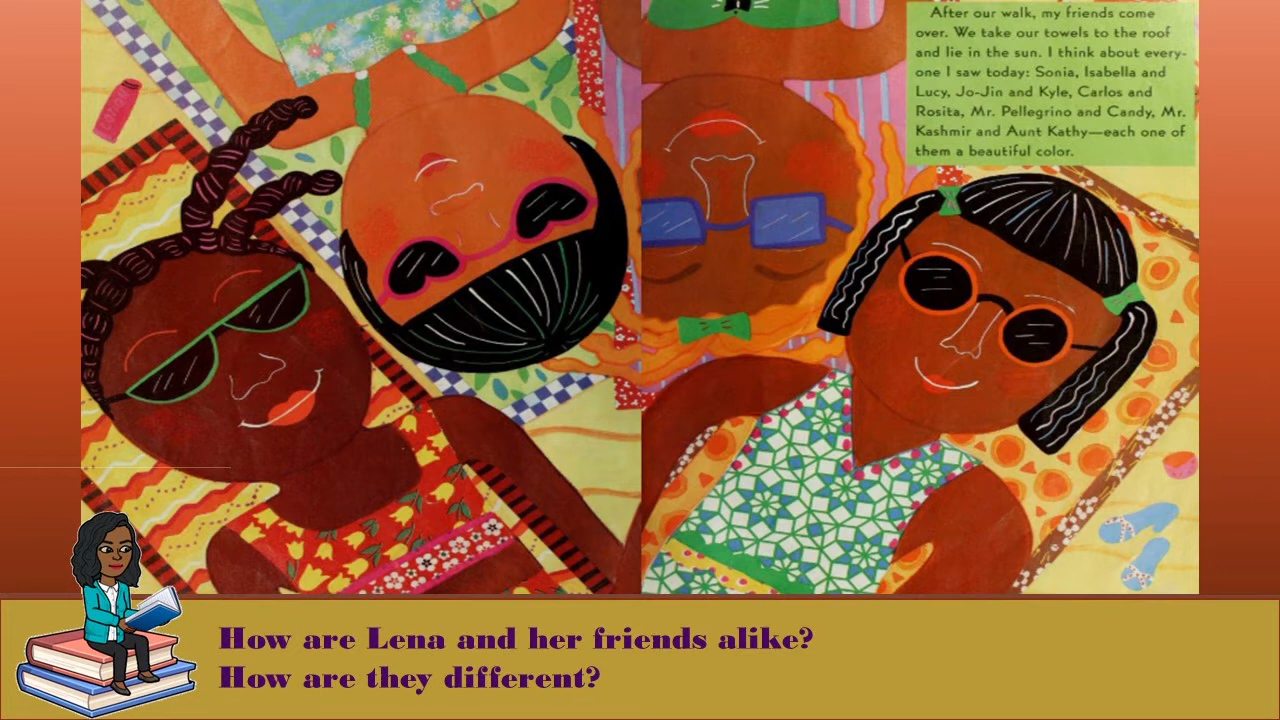 After our walk, my friends come
over. We take our towels to the roof
and lie in the sun. I think about every-
one I saw today: Sonia, Isabella and
Lucy, Jo-Jin and Kyle, Carlos and
Rosita, Mr. Pellegrino and Candy, Mr.
Kashmir and Aunt Kathy—each one of
them a beautiful color.
How are Lena and her friends alike?
How are they different?